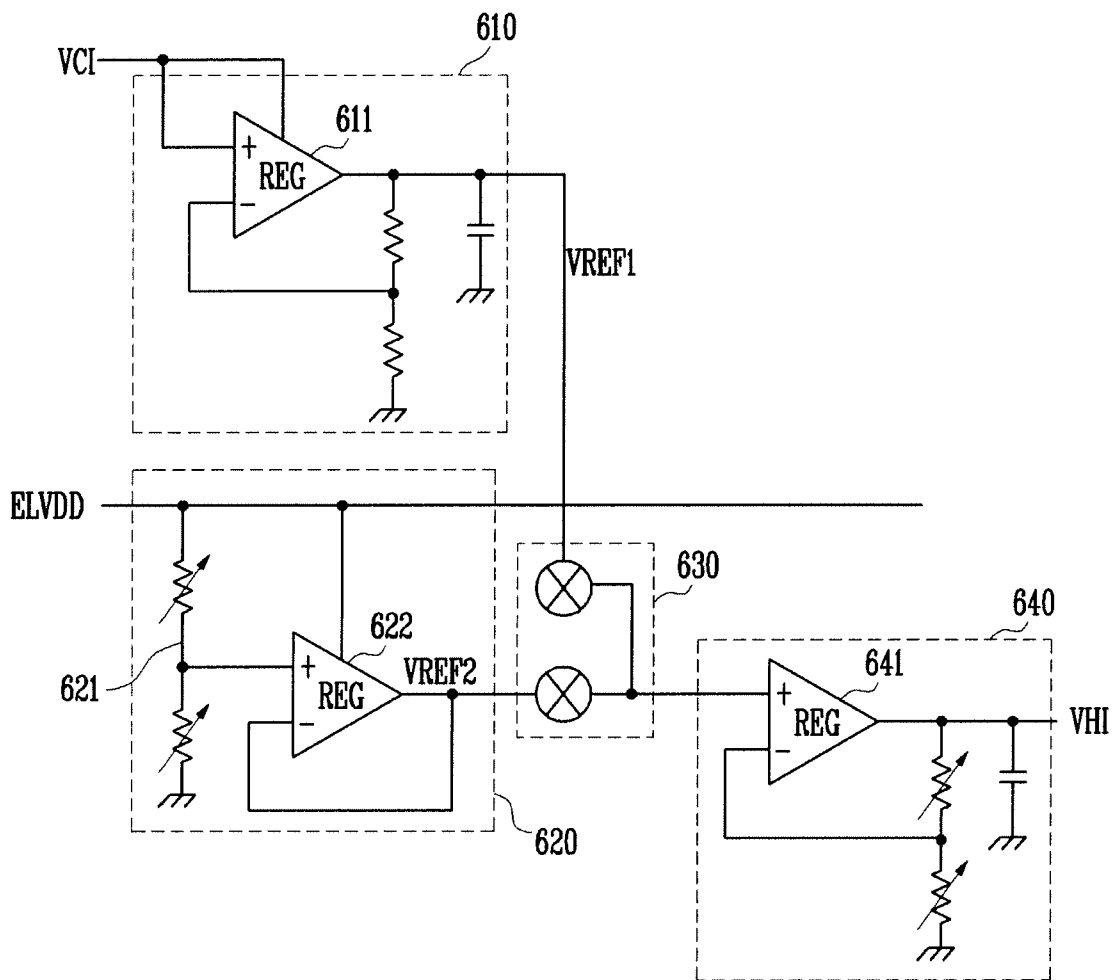 610
VCI
611
+
REG
−
VREF1
ELVDD
630
640
622
621
+
REG
−
VREF2
641
+
REG
−
VHI
620